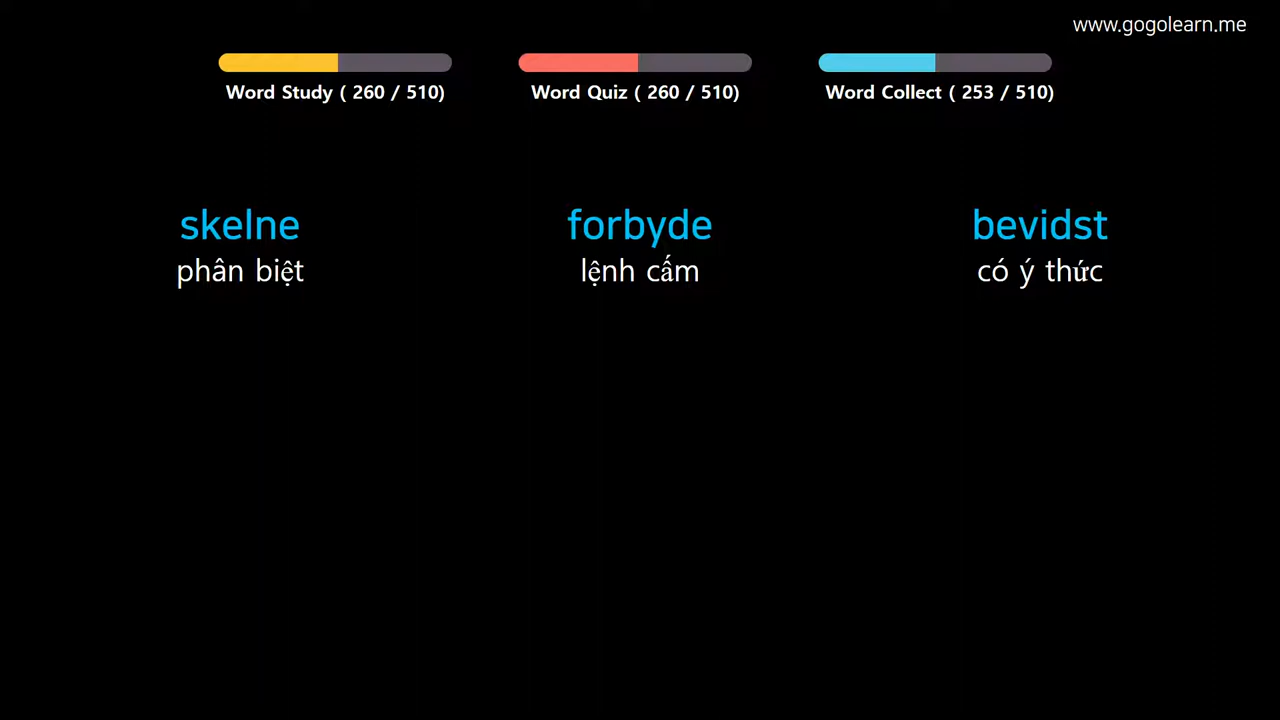 www.gogolearn.me
Word Study ( 260 / 510)
Word Quiz ( 260 / 510)
Word Collect ( 253 / 510)
skelne
phân biệt
forbyde
lệnh cấm
bevidst
có ý thức